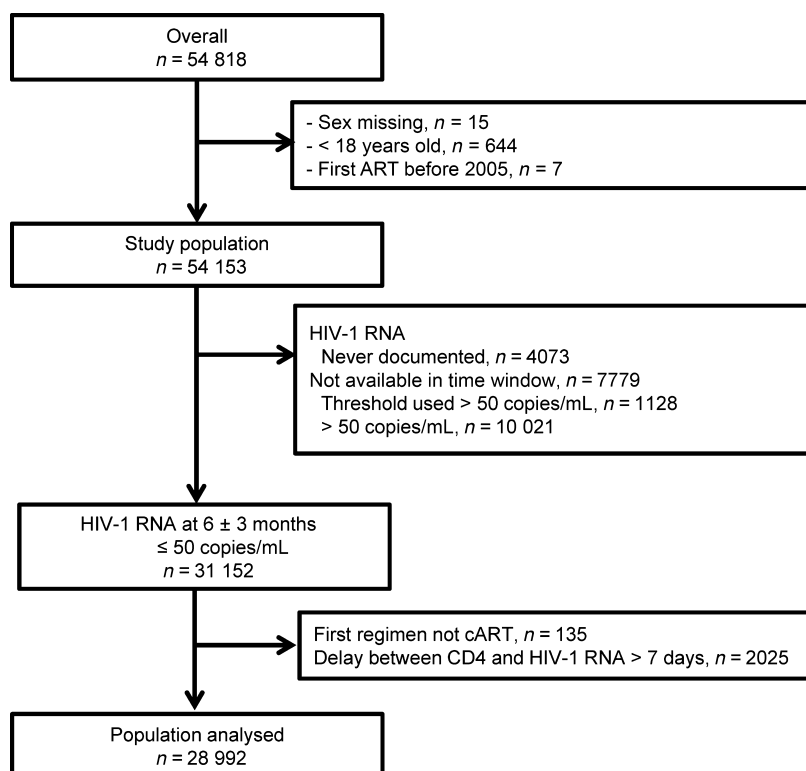 Overall
n = 54 818
- Sex missing, n = 15
- < 18 years old, n = 644
- First ART before 2005, n = 7
Study population
n = 54 153
HIV-1 RNA
Never documented, n = 4073
Not available in time window, n = 7779
Threshold used > 50 copies/mL, n = 1128
> 50 copies/mL, n = 10 021
HIV-1 RNA at 6 ± 3 months
≤ 50 copies/mL
n = 31 152
First regimen not cART, n = 135
Delay between CD4 and HIV-1 RNA > 7 days, n = 2025
Population analysed
n = 28 992